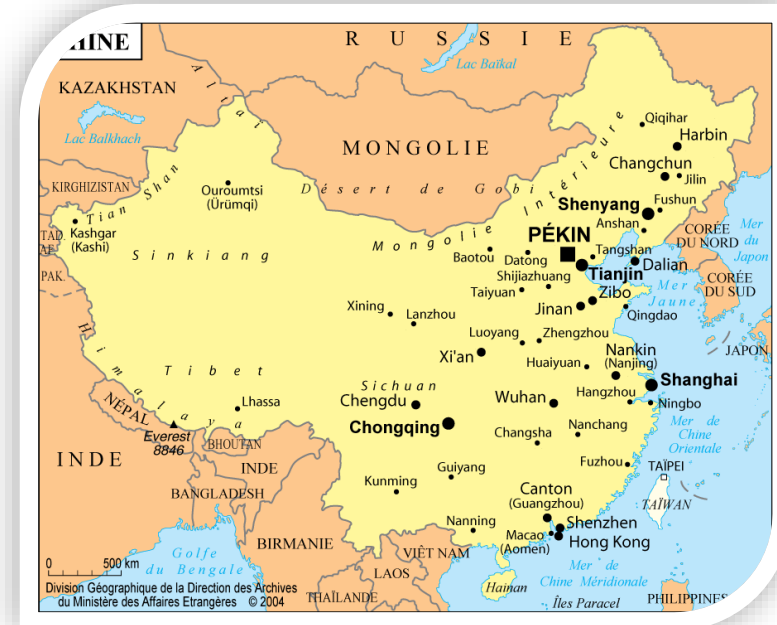 HINE
R U S S I E
Lac Baïkal
KAZAKHSTAN
Altai
Lac Balkhach
MONGOLIE
Qiqihar
Harbin
Changchun
Jilin
KIRGHIZISTAN
Tian Shan
Ouroumtsi
(Ürümqi)
Désert de Gobi
Mongolie Intérieure
Shenyang
Fushun
Anshan
TAD.
AF.
Kashgar
(Kashi)
Sinkiang
PÉKIN
CORÉE
DU NORD
Mer
du
Japon
Baotou
Datong
Tangshan
Tianjin
Dalian
PAK.
Shijiazhuang
Taiyuan
Zibo
Mer
Jaune
CORÉE
DU SUD
Xining
Lanzhou
Jinan
Qingdao
Luoyang
Zhengzhou
JAPON
Himalaya
Xi'an
Huaiyuan
Nankin
(Nanjing)
Tibet
Sichuan
Shanghai
NÉPAL
Lhassa
Chengdu
Wuhan
Hangzhou
Ningbo
Everest
8846
BHOUTAN
Chongqing
Changsha
Nanchang
Mer de
Chine
Orientale
INDE
INDE
Guiyang
Fuzhou
TAÏPEI
BANGLADESH
Kunming
Canton
(Guangzhou)
TAÏWAN
Nanning
Macao
(Aomen)
Shenzhen
Hong Kong
BIRMANIE
VIÊT NAM
Golfe
du Bengale
LAOS
Mer de
Chine Méridionale
0 500 km
Hainan
Division Géographique de la Direction des Archives
du Ministère des Affaires Etrangères © 2004
THAÏLANDE
Îles Paracel
PHILIPPINES